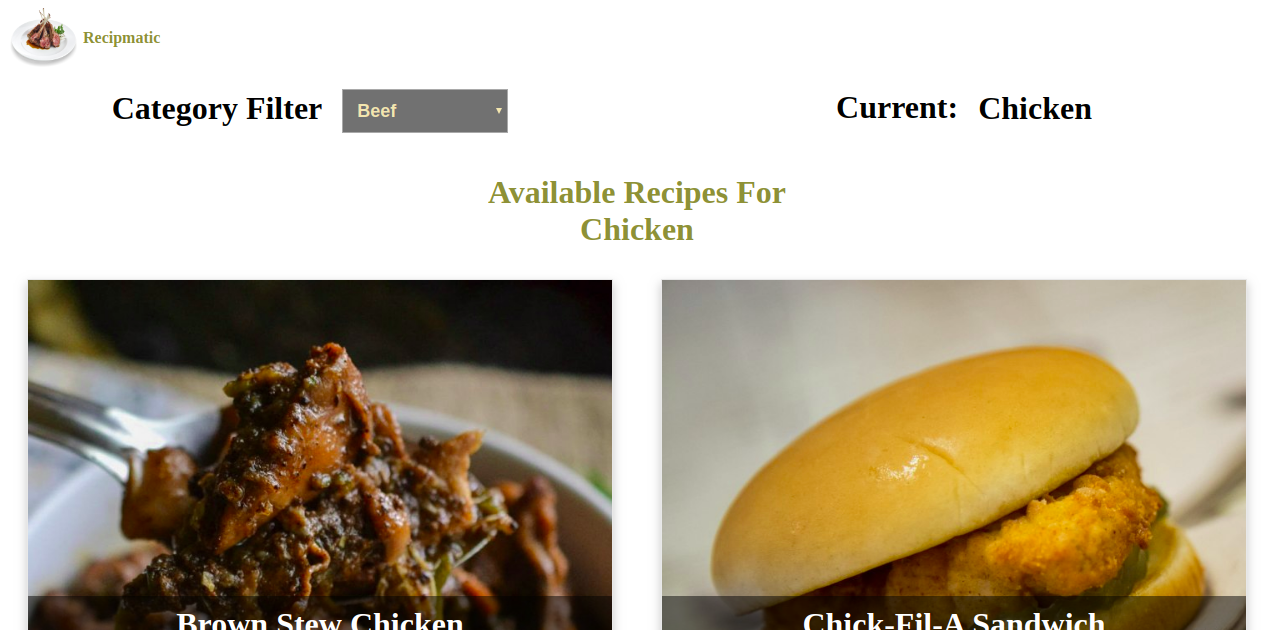 Recipmatic
Category Filter
Beef
Current: Chicken
Available Recipes For
Chicken
Brown Stew Chicken
Chick-Fil-A Sandwich